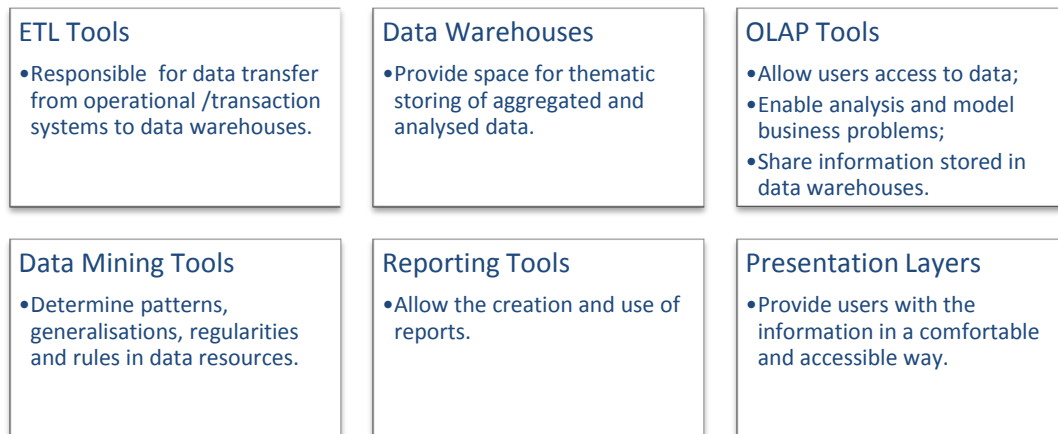 ETL Tools
•Responsible for data transfer
from operational /transaction
systems to data warehouses.
Data Warehouses
•Provide space for thematic
storing of aggregated and
analysed data.
OLAP Tools
•Allow users access to data;
•Enable analysis and model
business problems;
•Share information stored in
data warehouses.
Data Mining Tools
•Determine patterns,
generalisations, regularities
and rules in data resources.
Reporting Tools
•Allow the creation and use of
reports.
Presentation Layers
•Provide users with the
information in a comfortable
and accessible way.